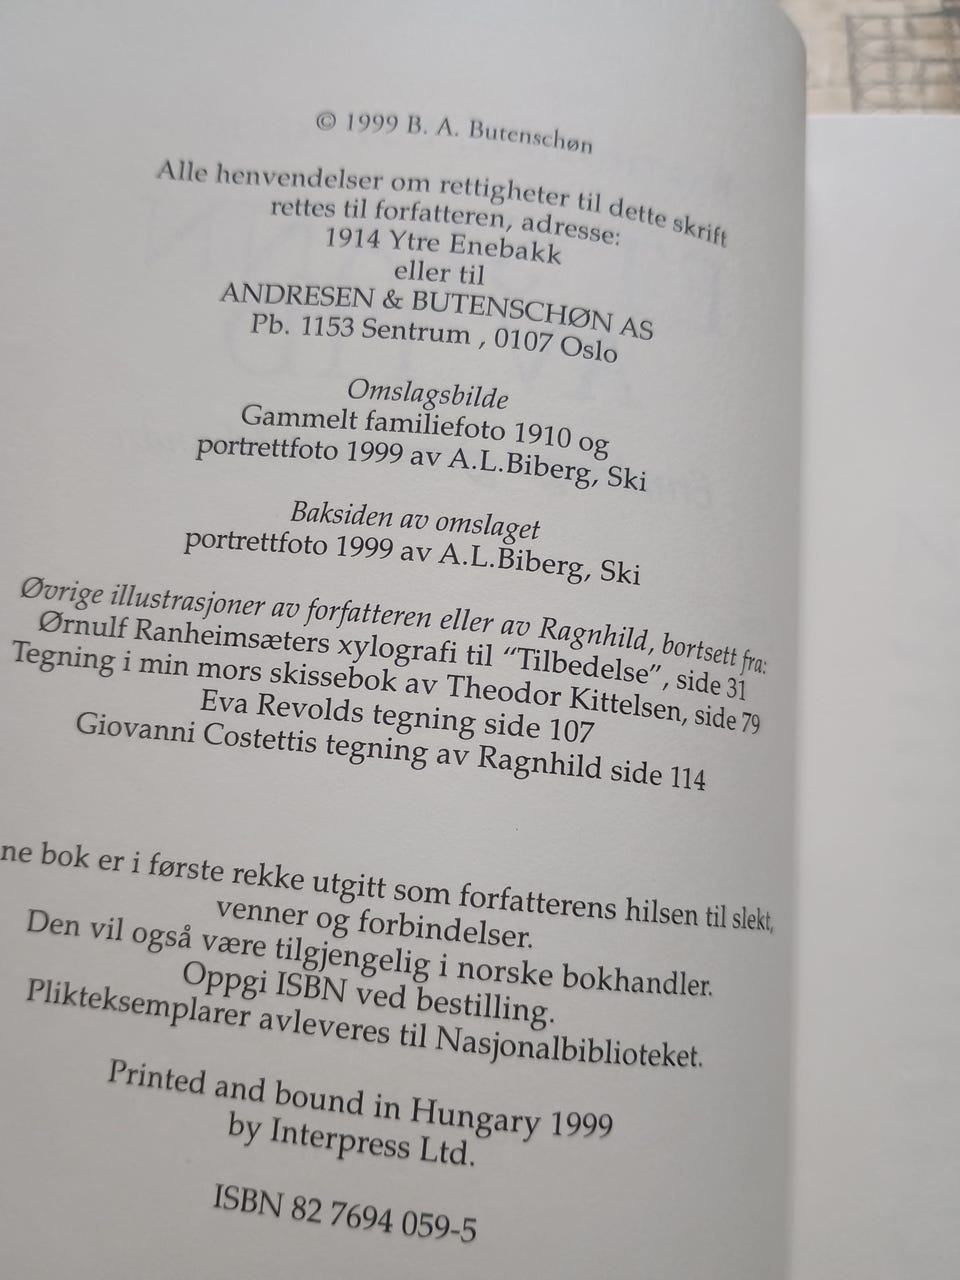 © 1999 B. A. Butenschøn
Alle henvendelser om rettigheter til dette skrift
rettes til forfatteren, adresse:
1914 Ytre Enebakk
eller til
ANDRESEN & BUTENSCHØN AS
Pb. 1153 Sentrum , 0107 Oslo
Omslagsbilde
Gammelt familiefoto 1910 og
portrettfoto 1999 av A.L.Biberg, Ski
Baksiden av omslaget
portrettfoto 1999 av A.L.Biberg, Ski
Øvrige illustrasjoner av forfatteren eller av Ragnhild, bortsett fra:
Ørnulf Ranheimsæters xylografi til "Tilbedelse", side 31
Tegning i min mors skissebok av Theodor Kittelsen, side 79
Eva Revolds tegning side 107
Giovanni Costettis tegning av Ragnhild side 114
ne bok er i første rekke utgitt som forfatterens hilsen til slekt,
venner og forbindelser.
Den vil også være tilgjengelig i norske bokhandler.
Oppgi ISBN ved bestilling.
Plikteksemplarer avleveres til Nasjonalbiblioteket.
Printed and bound in Hungary 1999
by Interpress Ltd.
ISBN 82 7694 059-5